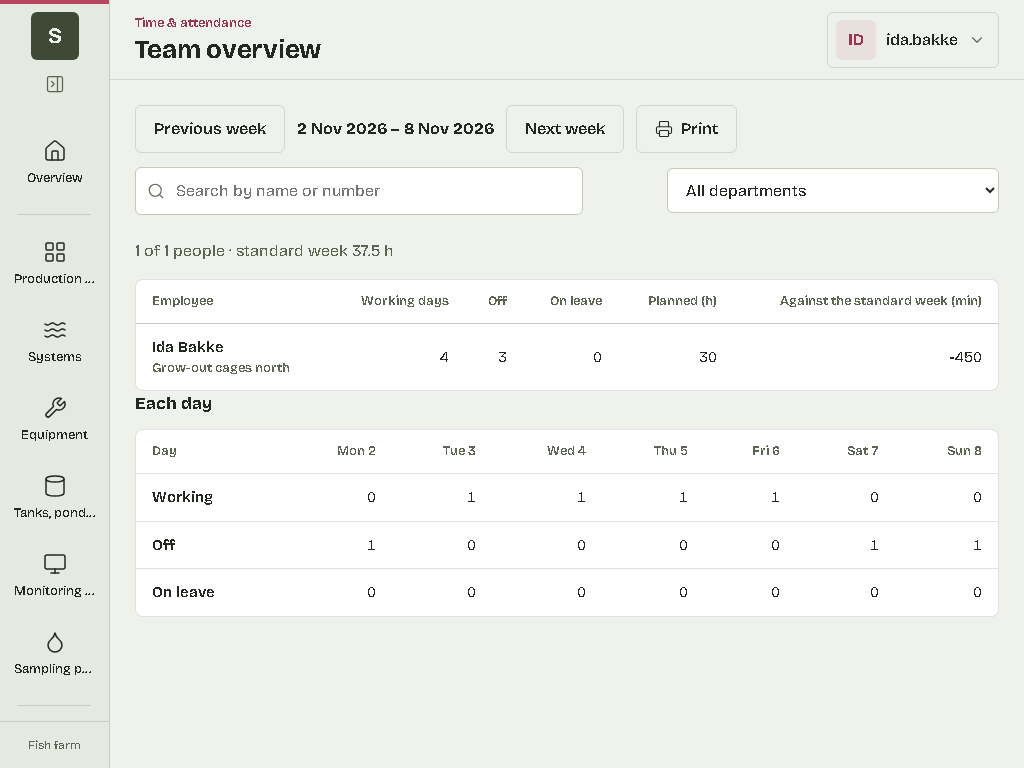 S
Time & attendance
Team overview
ID
ida.bakke
Overview
Production ...
Systems
Equipment
Tanks, pond...
Monitoring ...
Sampling p...
Fish farm
Previous week
2 Nov 2026 – 8 Nov 2026
Next week
Print
Search by name or number
All departments
1 of 1 people · standard week 37.5 h
Employee Working days Off On leave Planned (h) Against the standard week (min)
Ida Bakke 4 3 0 30 -450
Grow-out cages north
Each day
Day Mon 2 Tue 3 Wed 4 Thu 5 Fri 6 Sat 7 Sun 8
Working 0 1 1 1 1 0 0
Off 1 0 0 0 0 1 1
On leave 0 0 0 0 0 0 0